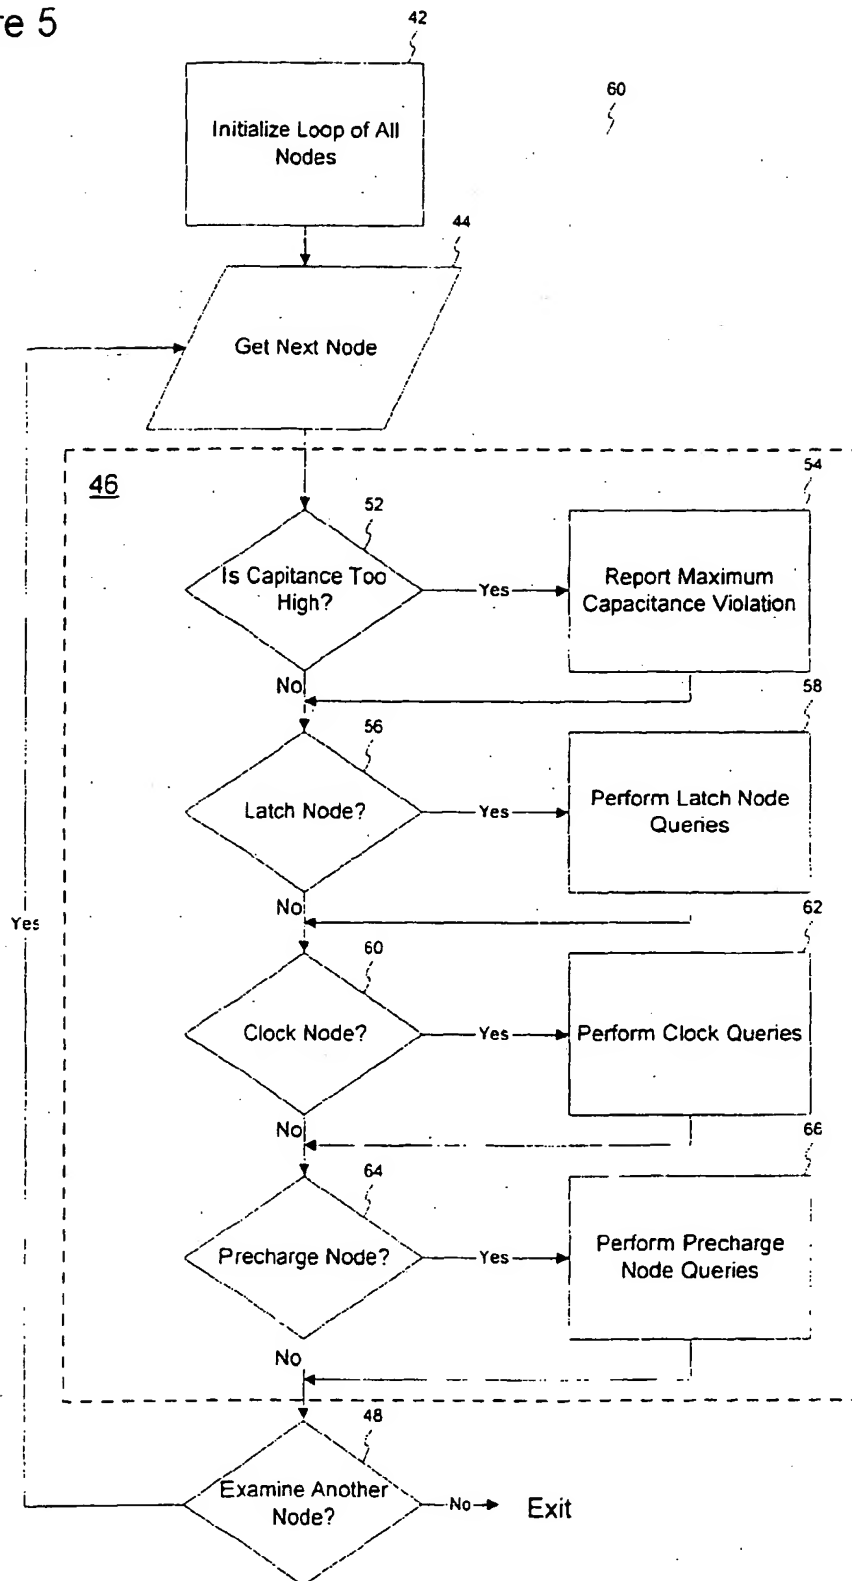 re 5
42
Initialize Loop of All
Nodes
60
44
Get Next Node
46
52
Is Capitance Too
High?
Yes
54
Report Maximum
Capacitance Violation
No
56
Latch Node?
Yes
58
Perform Latch Node
Queries
No
Yes
60
Clock Node?
Yes
62
Perform Clock Queries
No
64
Precharge Node?
Yes
66
Perform Precharge
Node Queries
No
48
Examine Another
Node?
No
Exit